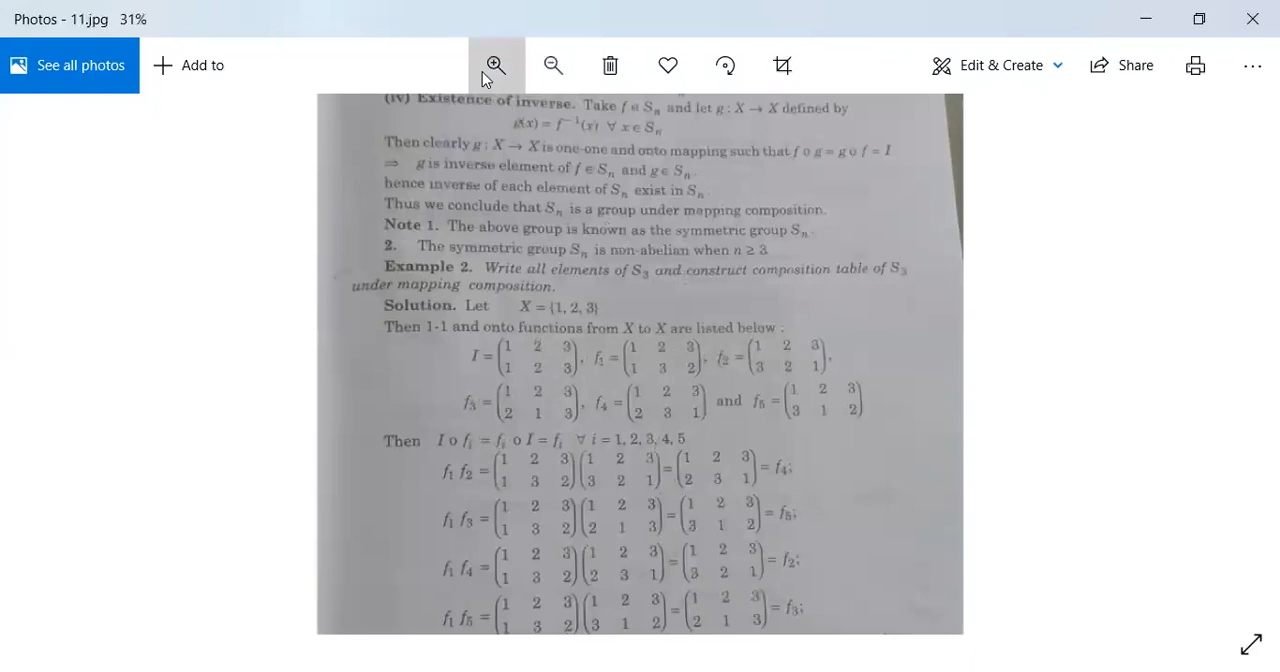 Photos - 11.jpg 31%
See all photos
Add to
Edit & Create
Share
(iv) Existence of inverse. Take f ∈ Sn and let g : X → X defined by
g(x) = f⁻¹(x) ∀ x ∈ Sn
Then clearly g : X → X is one-one and onto mapping such that f o g = g o f = I
⇒ g is inverse element of f ∈ Sn and g ∈ Sn.
hence inverse of each element of Sn exist in Sn.
Thus we conclude that Sn is a group under mapping composition.
Note 1. The above group is known as the symmetric group Sn.
2. The symmetric group Sn is non-abelian when n ≥ 3
Example 2. Write all elements of S3 and construct composition table of S3
under mapping composition.
Solution. Let X = {1, 2, 3}
Then 1-1 and onto functions from X to X are listed below :
I = (1 2 3 / 1 2 3), f1 = (1 2 3 / 1 3 2), f2 = (1 2 3 / 3 2 1),
f3 = (1 2 3 / 2 1 3), f4 = (1 2 3 / 2 3 1) and f5 = (1 2 3 / 3 1 2)
Then I o fi = fi o I = fi ∀ i = 1, 2, 3, 4, 5
f1 f2 = (1 2 3 / 1 3 2) (1 2 3 / 3 2 1) = (1 2 3 / 2 3 1) = f4;
f1 f3 = (1 2 3 / 1 3 2) (1 2 3 / 2 1 3) = (1 2 3 / 3 1 2) = f5;
f1 f4 = (1 2 3 / 1 3 2) (1 2 3 / 2 3 1) = (1 2 3 / 3 2 1) = f2;
f1 f5 = (1 2 3 / 1 3 2) (1 2 3 / 3 1 2) = (1 2 3 / 2 1 3) = f3;